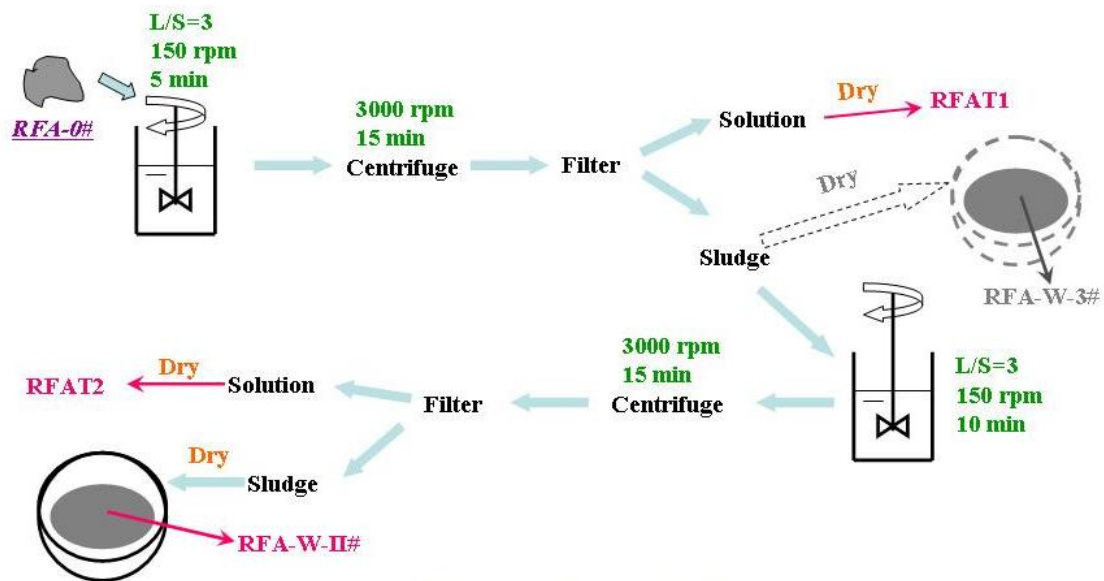 L/S=3
150 rpm
5 min
RFA-0#
3000 rpm
15 min
Centrifuge
Filter
Solution
Dry
RFAT1
Dry
Sludge
RFA-W-3#
L/S=3
150 rpm
10 min
3000 rpm
15 min
Centrifuge
Filter
Solution
Dry
RFAT2
Sludge
Dry
RFA-W-II#